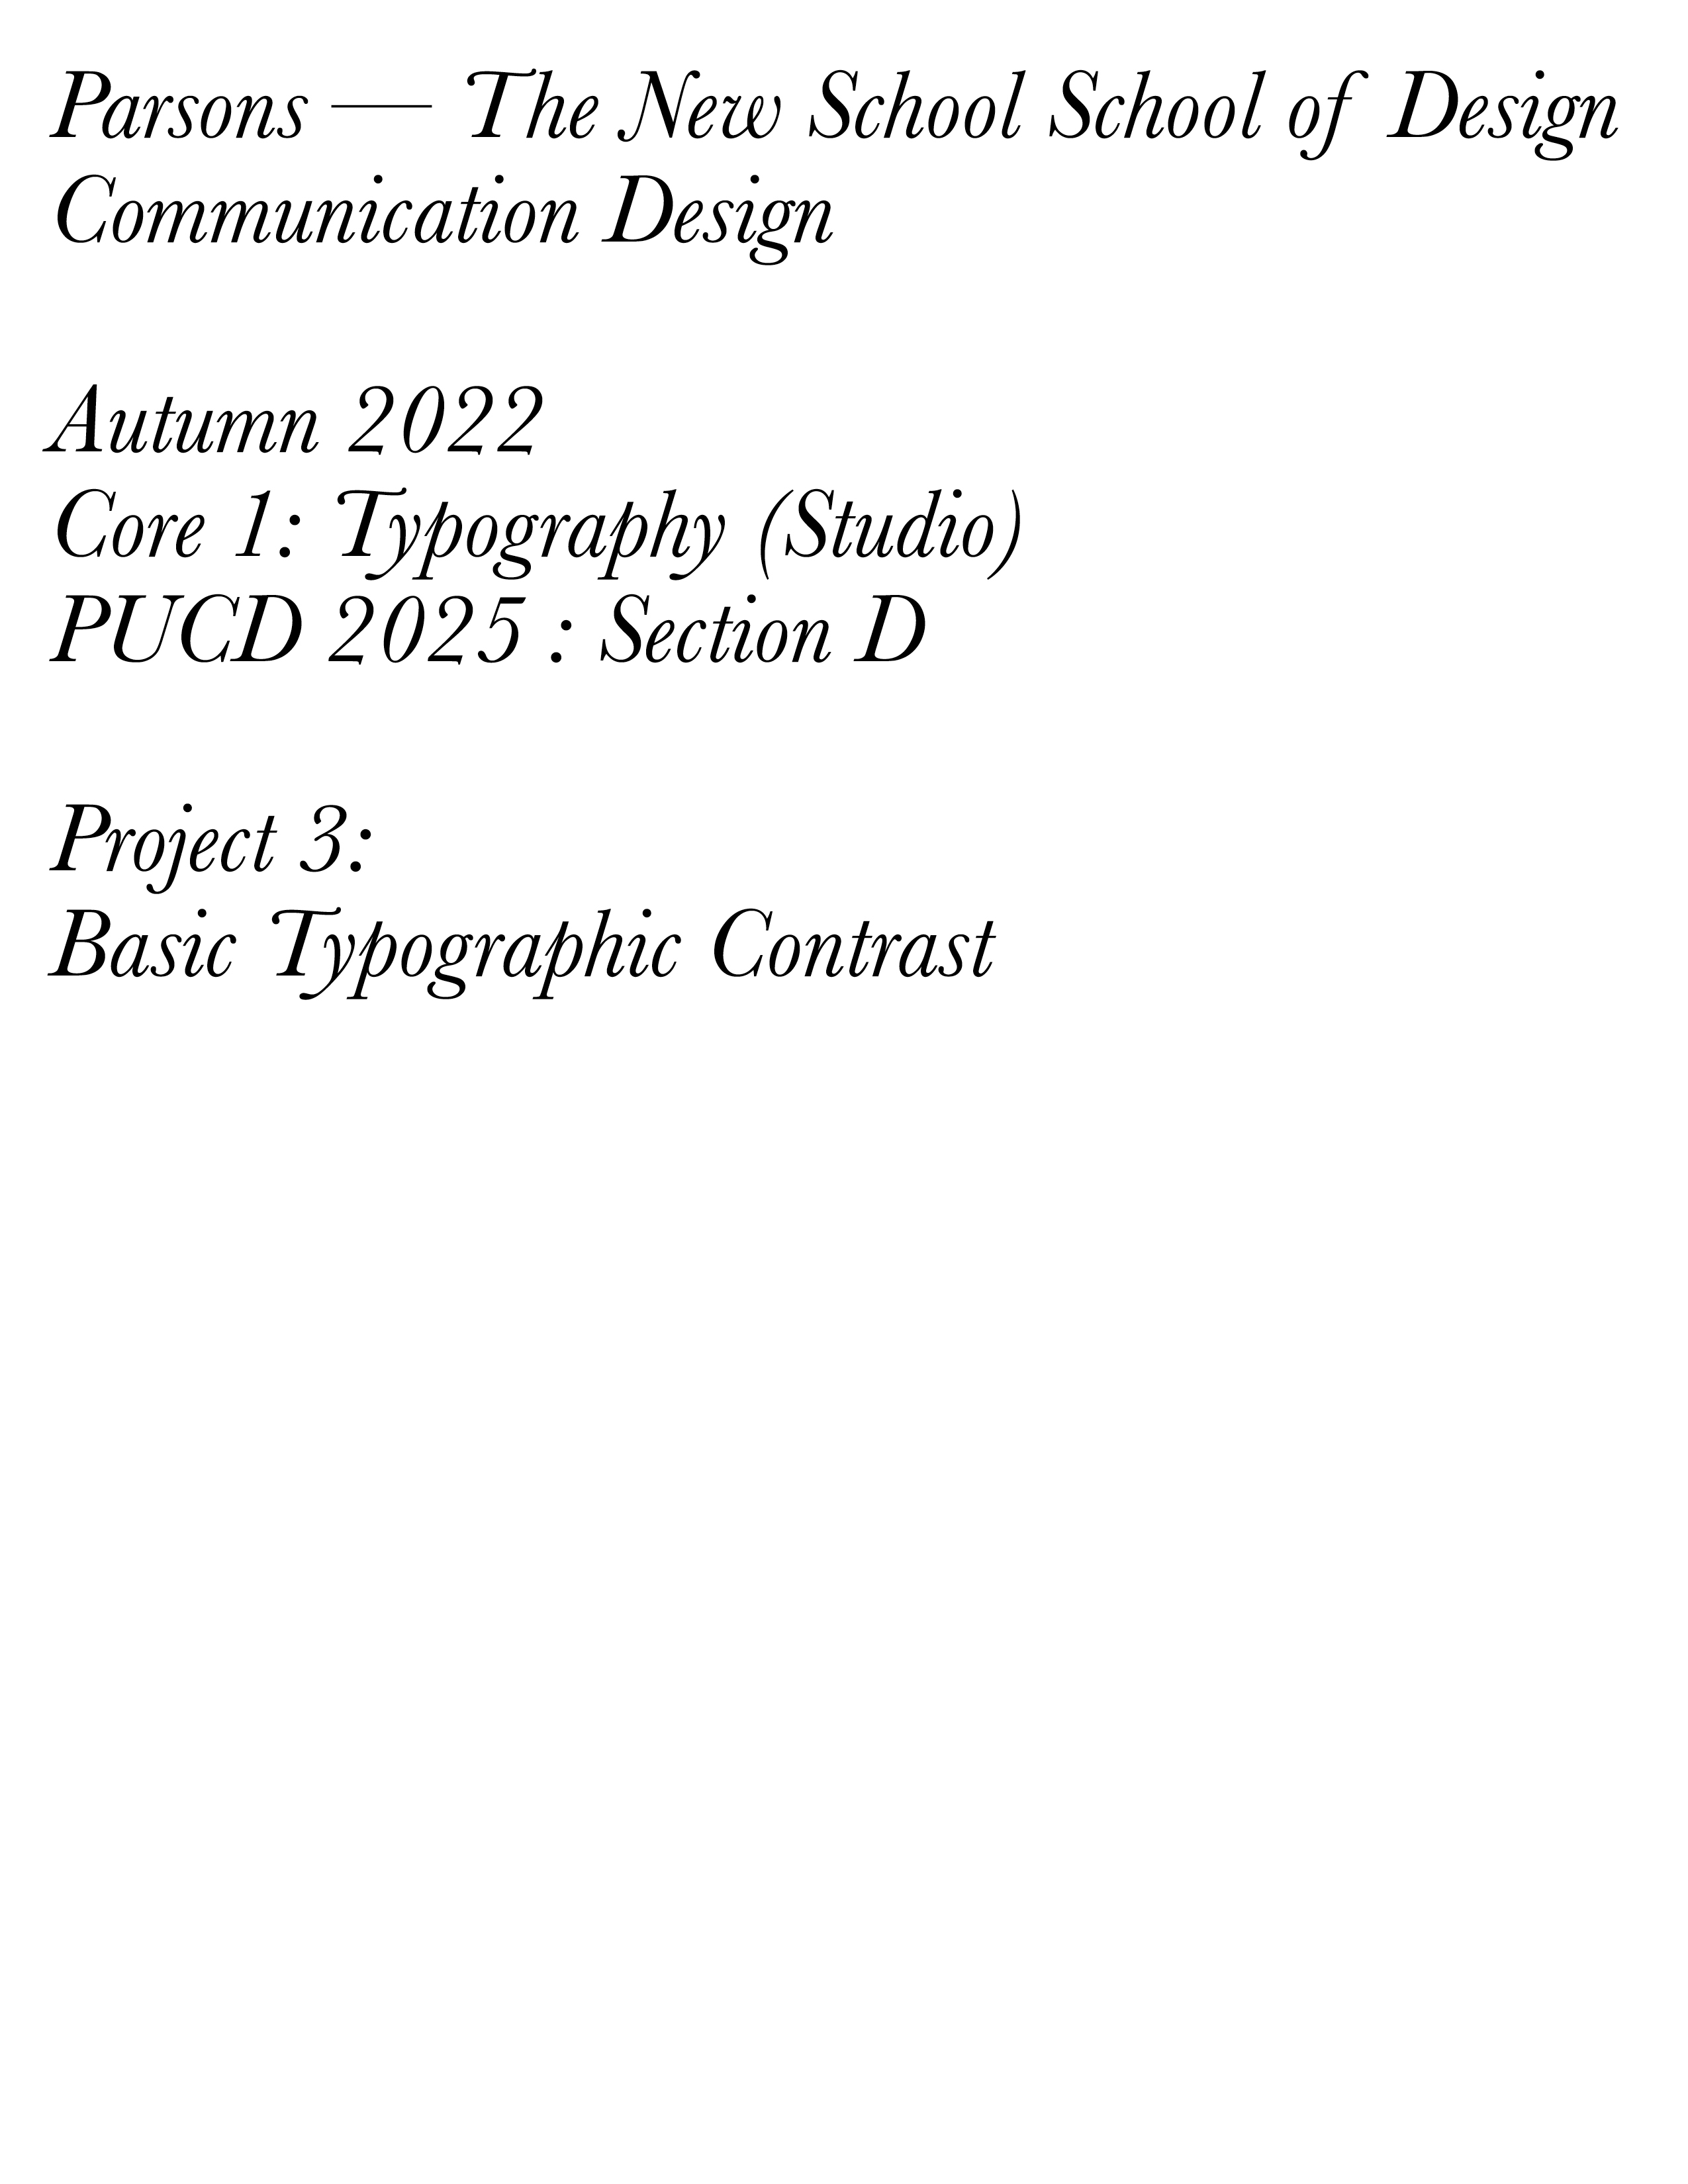 Parsons — The New School School of Design
Communication Design
Autumn 2022
Core 1: Typography (Studio)
PUCD 2025 : Section D
Project 3:
Basic Typographic Contrast